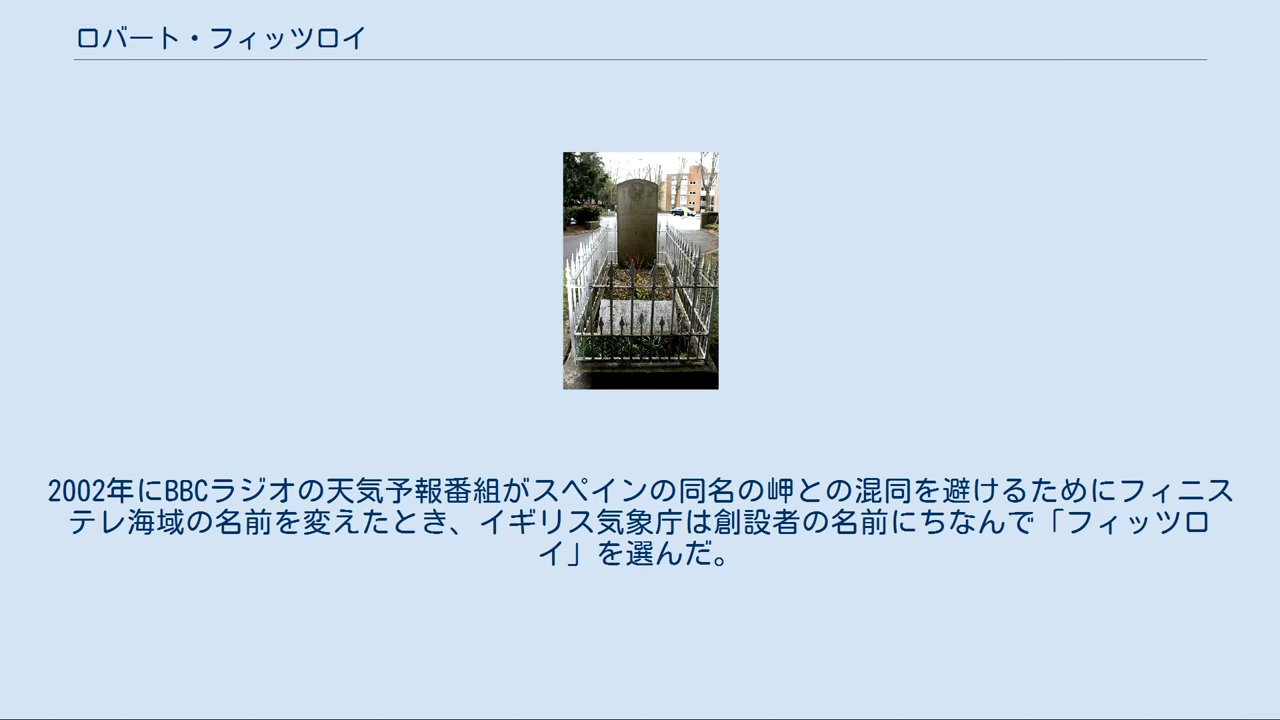 ロバート・フィッツロイ
2002年にBBCラジオの天気予報番組がスペインの同名の岬との混同を避けるためにフィニス
テレ海域の名前を変えたとき、イギリス気象庁は創設者の名前にちなんで「フィッツロ
イ」を選んだ。